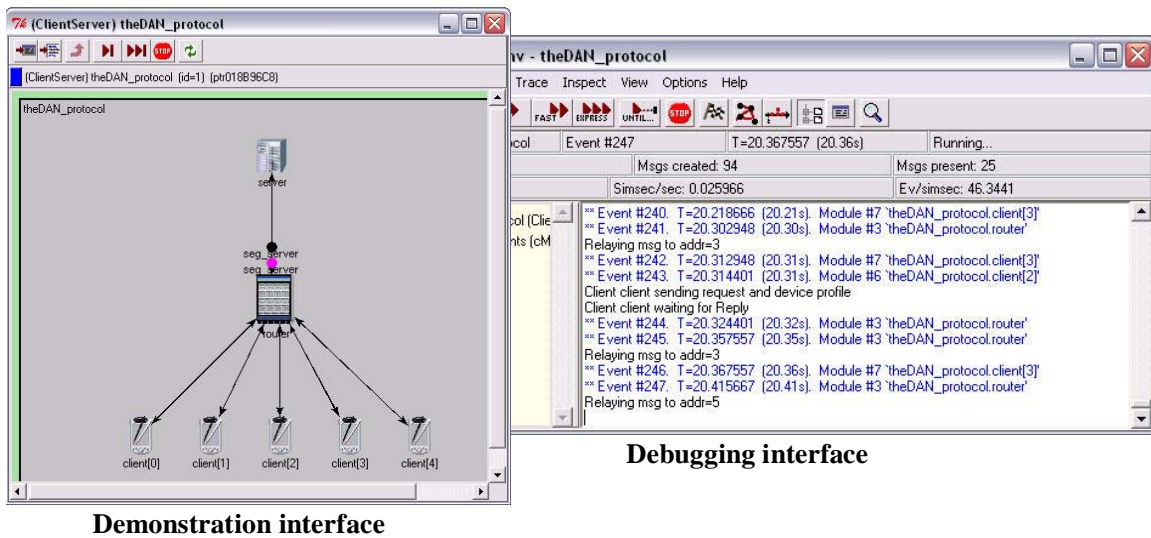 (ClientServer) theDAN_protocol
STOP
(ClientServer) theDAN_protocol (id=1) (ptr018B96C8)
theDAN_protocol
server
seg_server
seg_server
router
client[0] client[1] client[2] client[3] client[4]
Demonstration interface
nv - theDAN_protocol
Trace Inspect View Options Help
FAST EXPRESS UNTIL... STOP
ocol Event #247 T=20.367557 (20.36s) Running...
Msgs created: 94 Msgs present: 25
Simsec/sec: 0.025966 Ev/simsec: 46.3441
col (Clie
nts (cM
** Event #240. T=20.218666 (20.21s). Module #7 `theDAN_protocol.client[3]'
** Event #241. T=20.302948 (20.30s). Module #3 `theDAN_protocol.router'
Relaying msg to addr=3
** Event #242. T=20.312948 (20.31s). Module #7 `theDAN_protocol.client[3]'
** Event #243. T=20.314401 (20.31s). Module #6 `theDAN_protocol.client[2]'
Client client sending request and device profile
Client client waiting for Reply
** Event #244. T=20.324401 (20.32s). Module #3 `theDAN_protocol.router'
** Event #245. T=20.357557 (20.35s). Module #3 `theDAN_protocol.router'
Relaying msg to addr=3
** Event #246. T=20.367557 (20.36s). Module #7 `theDAN_protocol.client[3]'
** Event #247. T=20.415667 (20.41s). Module #3 `theDAN_protocol.router'
Relaying msg to addr=5
Debugging interface